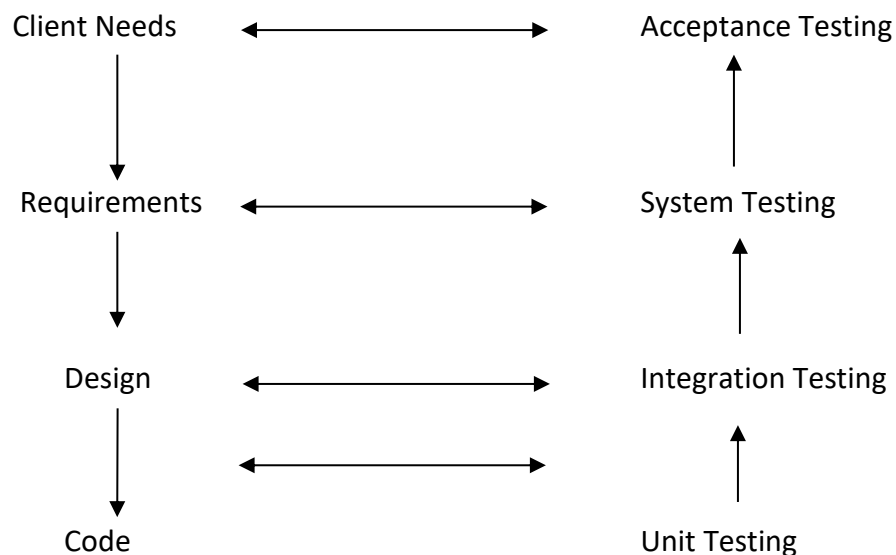 Client Needs
Acceptance Testing
Requirements
System Testing
Design
Integration Testing
Code
Unit Testing